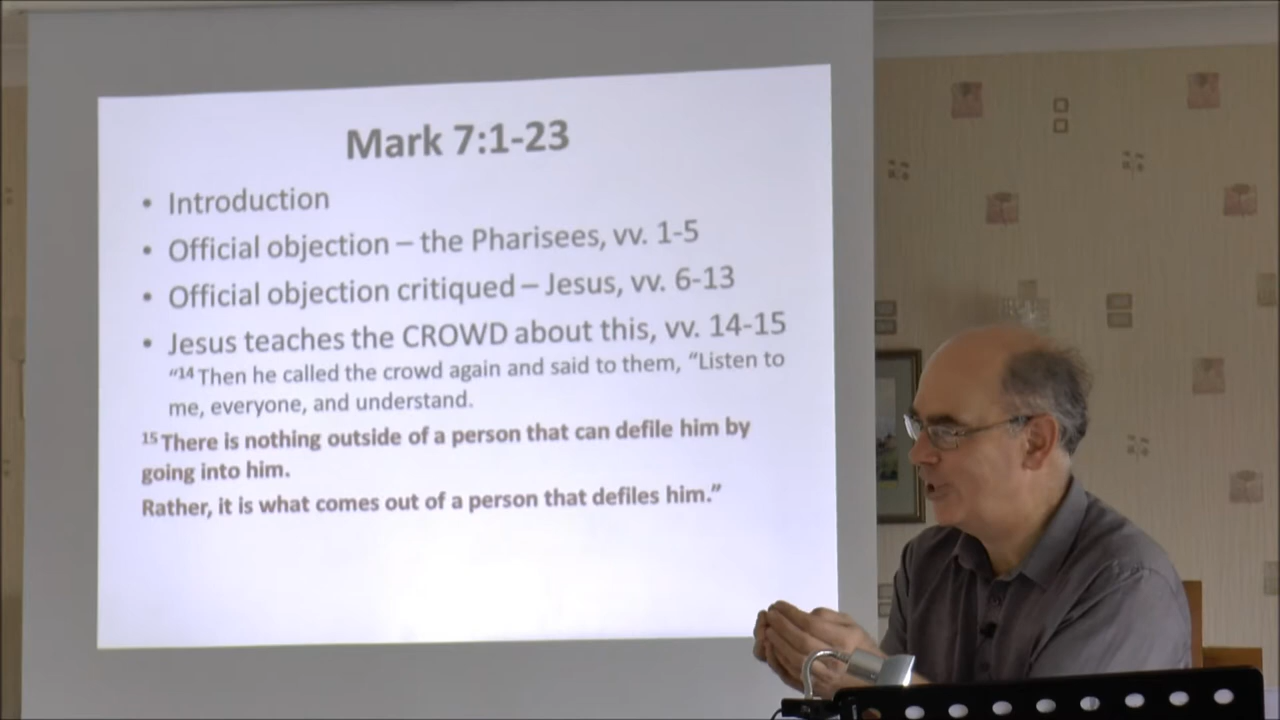 Mark 7:1-23
• Introduction
• Official objection – the Pharisees, vv. 1-5
• Official objection critiqued – Jesus, vv. 6-13
• Jesus teaches the CROWD about this, vv. 14-15
“¹⁴ Then he called the crowd again and said to them, “Listen to
me, everyone, and understand.
¹⁵ There is nothing outside of a person that can defile him by
going into him.
Rather, it is what comes out of a person that defiles him.”